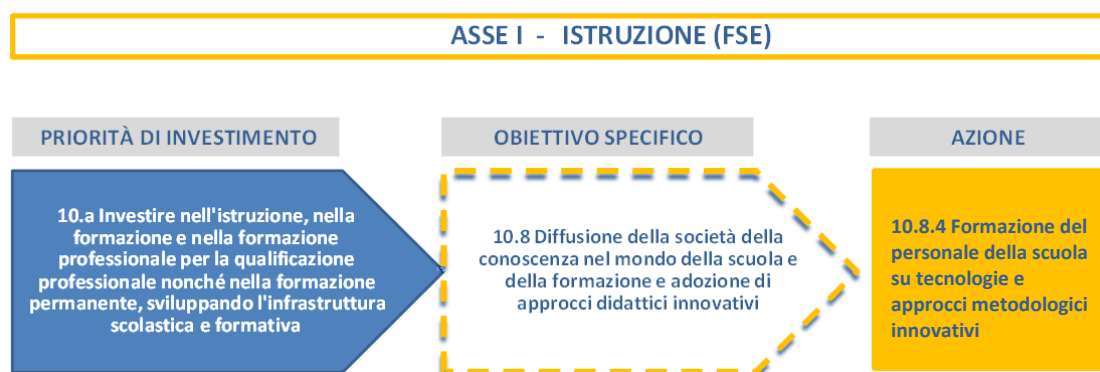 ASSE I - ISTRUZIONE (FSE)
PRIORITÀ DI INVESTIMENTO
OBIETTIVO SPECIFICO
AZIONE
10.a Investire nell'istruzione, nella
formazione e nella formazione
professionale per la qualificazione
professionale nonché nella formazione
permanente, sviluppando l'infrastruttura
scolastica e formativa
10.8 Diffusione della società della
conoscenza nel mondo della scuola e
della formazione e adozione di
approcci didattici innovativi
10.8.4 Formazione del
personale della scuola
su tecnologie e
approcci metodologici
innovativi